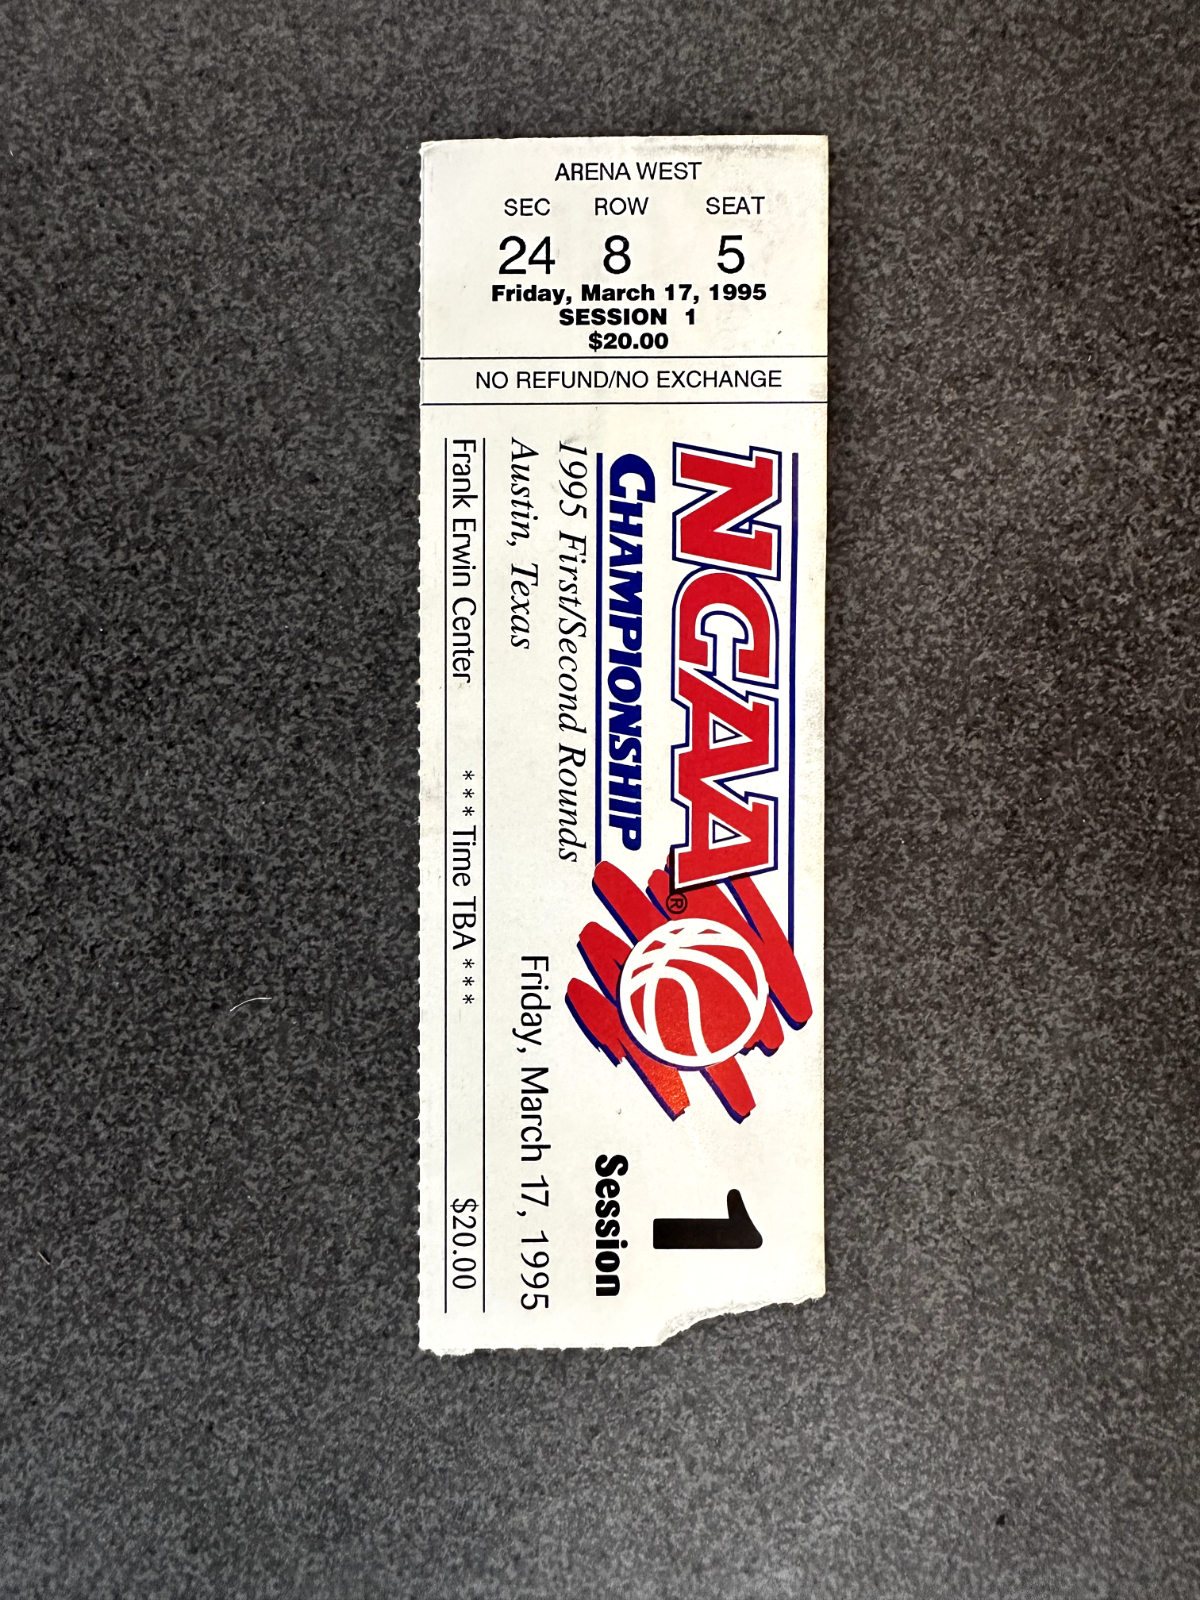 ARENA WEST
SEC ROW SEAT
24 8 5
Friday, March 17, 1995
SESSION 1
$20.00
NO REFUND/NO EXCHANGE
NCAA®
CHAMPIONSHIP
1995 First/Second Rounds
Austin, Texas
1
Session
Friday, March 17, 1995
Frank Erwin Center ***Time TBA*** $20.00